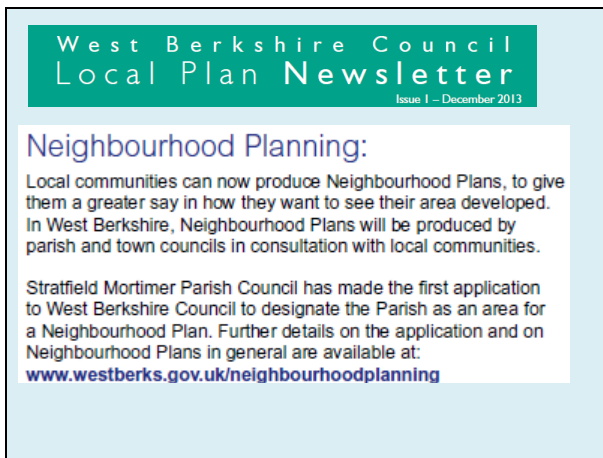 West Berkshire Council
Local Plan Newsletter
Issue 1 – December 2013
Neighbourhood Planning:
Local communities can now produce Neighbourhood Plans, to give
them a greater say in how they want to see their area developed.
In West Berkshire, Neighbourhood Plans will be produced by
parish and town councils in consultation with local communities.
Stratfield Mortimer Parish Council has made the first application
to West Berkshire Council to designate the Parish as an area for
a Neighbourhood Plan. Further details on the application and on
Neighbourhood Plans in general are available at:
www.westberks.gov.uk/neighbourhoodplanning